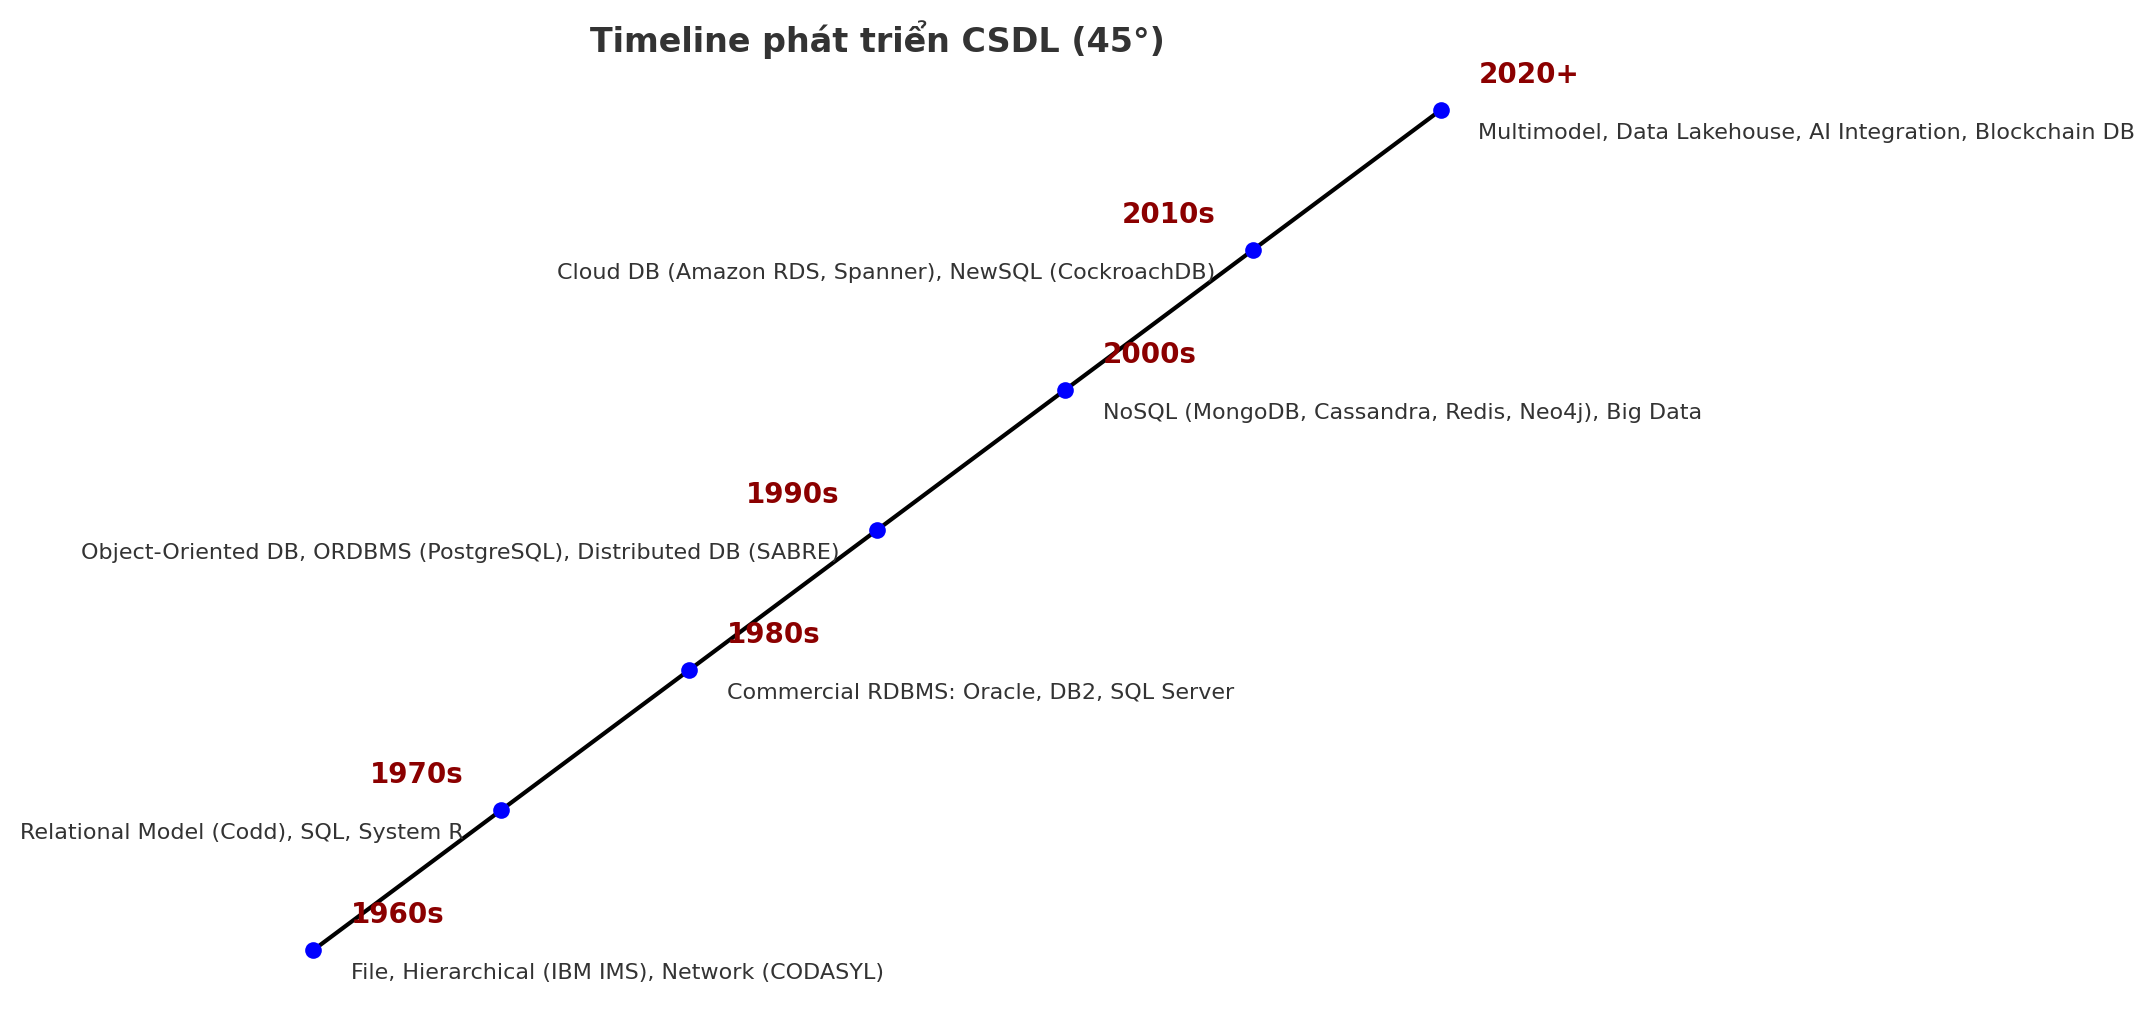 Timeline phát triển CSDL (45°)
2020+
Multimodel, Data Lakehouse, AI Integration, Blockchain DB
2010s
Cloud DB (Amazon RDS, Spanner), NewSQL (CockroachDB)
2000s
NoSQL (MongoDB, Cassandra, Redis, Neo4j), Big Data
1990s
Object-Oriented DB, ORDBMS (PostgreSQL), Distributed DB (SABRE)
1980s
Commercial RDBMS: Oracle, DB2, SQL Server
1970s
Relational Model (Codd), SQL, System R
1960s
File, Hierarchical (IBM IMS), Network (CODASYL)